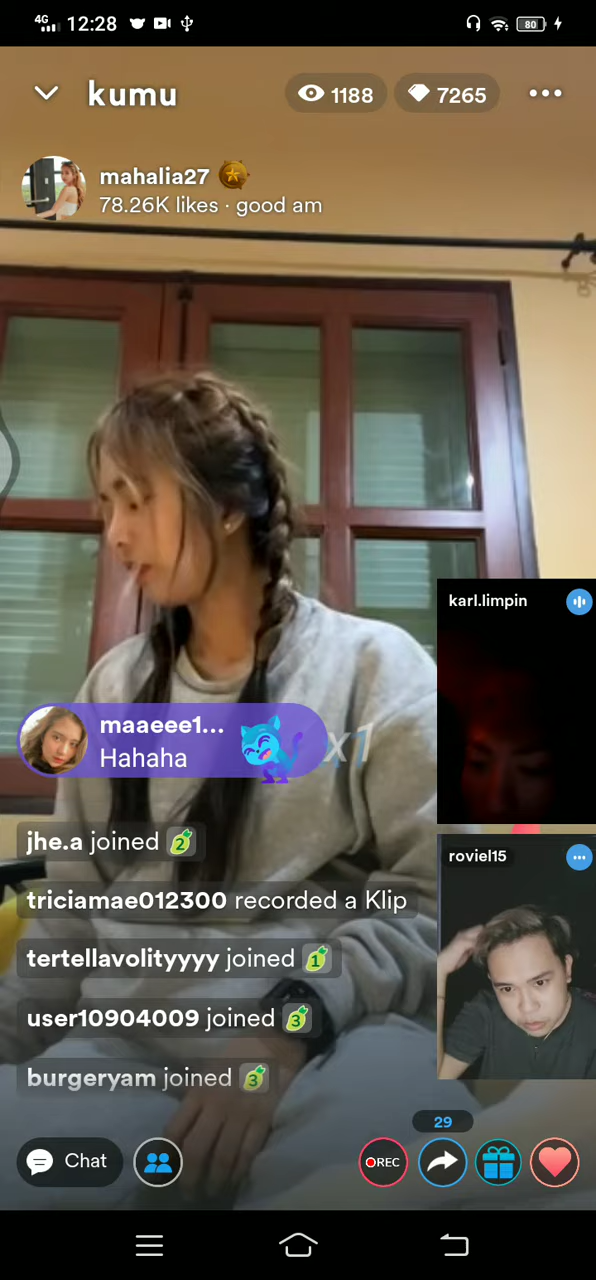 4G 12:28 80
kumu 1188 7265
mahalia27
78.26K likes · good am
karl.limpin
maaeee1...
Hahaha x1
jhe.a joined 2
roviel15
triciamae012300 recorded a Klip
tertellavolityyyy joined 1
user10904009 joined 3
burgeryam joined 3
29
Chat REC